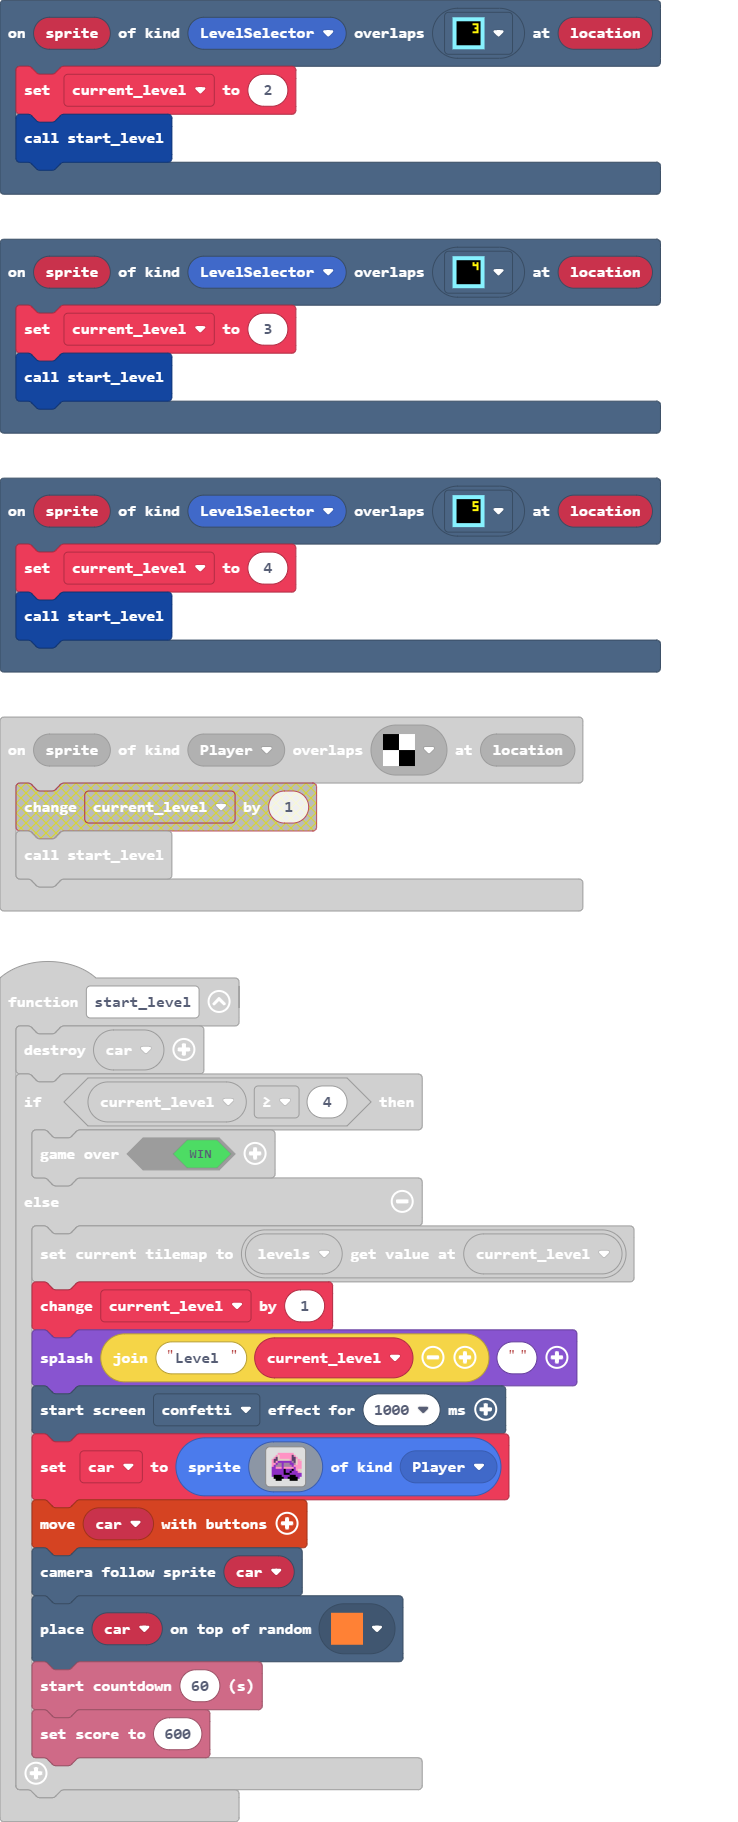 on sprite of kind LevelSelector overlaps 3 at location
set current_level to 2
call start_level
on sprite of kind LevelSelector overlaps 4 at location
set current_level to 3
call start_level
on sprite of kind LevelSelector overlaps 5 at location
set current_level to 4
call start_level
on sprite of kind Player overlaps at location
change current_level by 1
call start_level
function start_level
destroy car
if current_level ≥ 4 then
game over WIN
else
set current tilemap to levels get value at current_level
change current_level by 1
splash join "Level " current_level " "
start screen confetti effect for 1000 ms
set car to sprite of kind Player
move car with buttons
camera follow sprite car
place car on top of random
start countdown 60 (s)
set score to 600